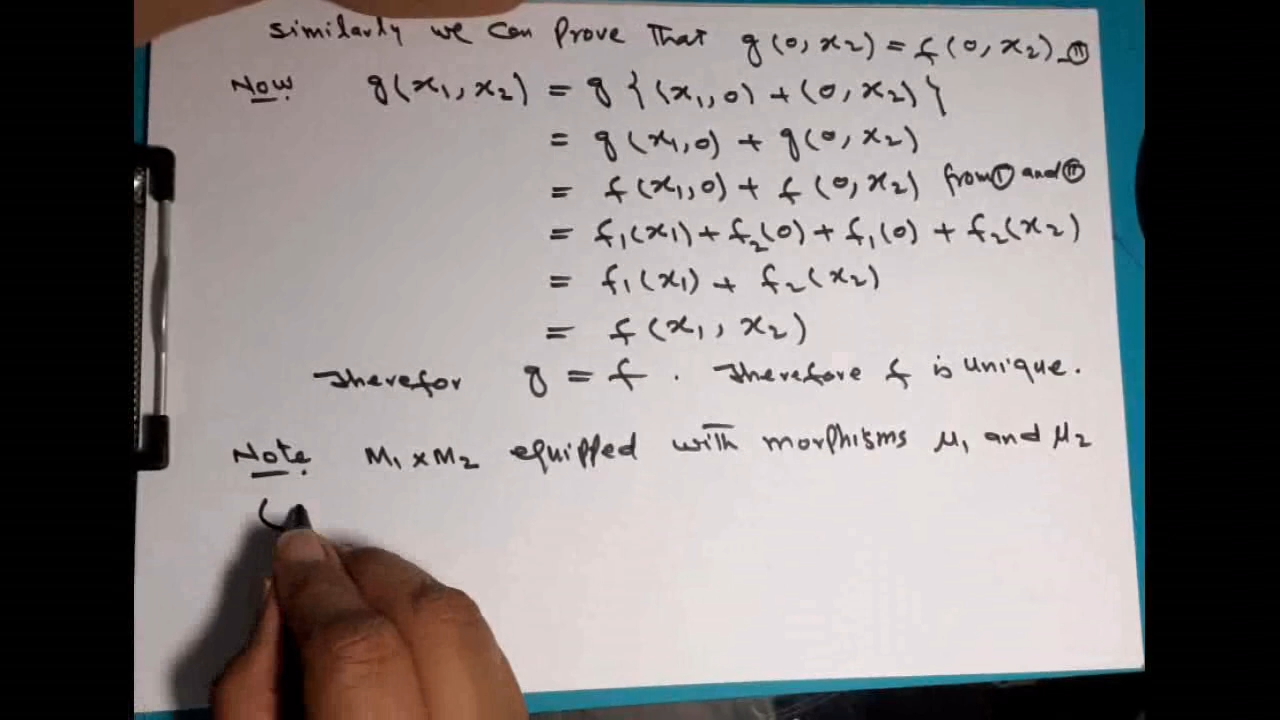 similarly we can prove that g(0, x2) = f(0, x2) - ⑪
Now g(x1, x2) = g {(x1, 0) + (0, x2)}
= g(x1, 0) + g(0, x2)
= f(x1, 0) + f(0, x2) from Ⓘ and ⑪
= f1(x1) + f2(0) + f1(0) + f2(x2)
= f1(x1) + f2(x2)
= f(x1, x2)
Therefor g = f. Therefore f is unique.
Note M1 x M2 equipped with morphisms μ1 and μ2